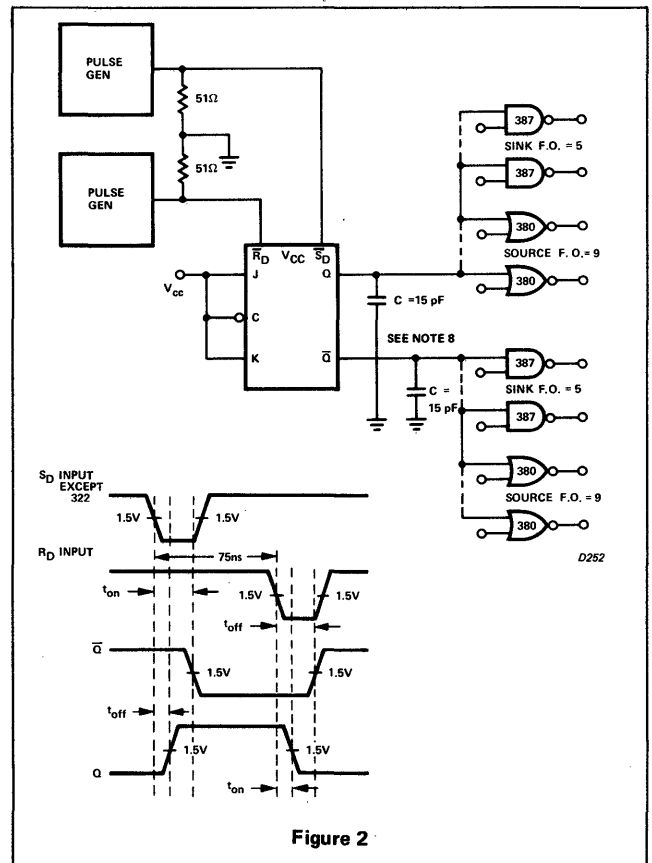 PULSE
GEN
51Ω
51Ω
PULSE
GEN
R̅D VCC S̅D
J Q
VCC
C
K Q̅
C =15 pF
SEE NOTE 8
C =
15 pF
387
SINK F.O. = 5
387
380
SOURCE F. O.= 9
380
387
SINK F.O. = 5
387
380
SOURCE F.O. = 9
380
D252
SD INPUT
EXCEPT
322
1.5V 1.5V
RD INPUT
75ns
ton
1.5V 1.5V
toff
Q̅
1.5V 1.5V
toff
Q
1.5V 1.5V
ton
Figure 2